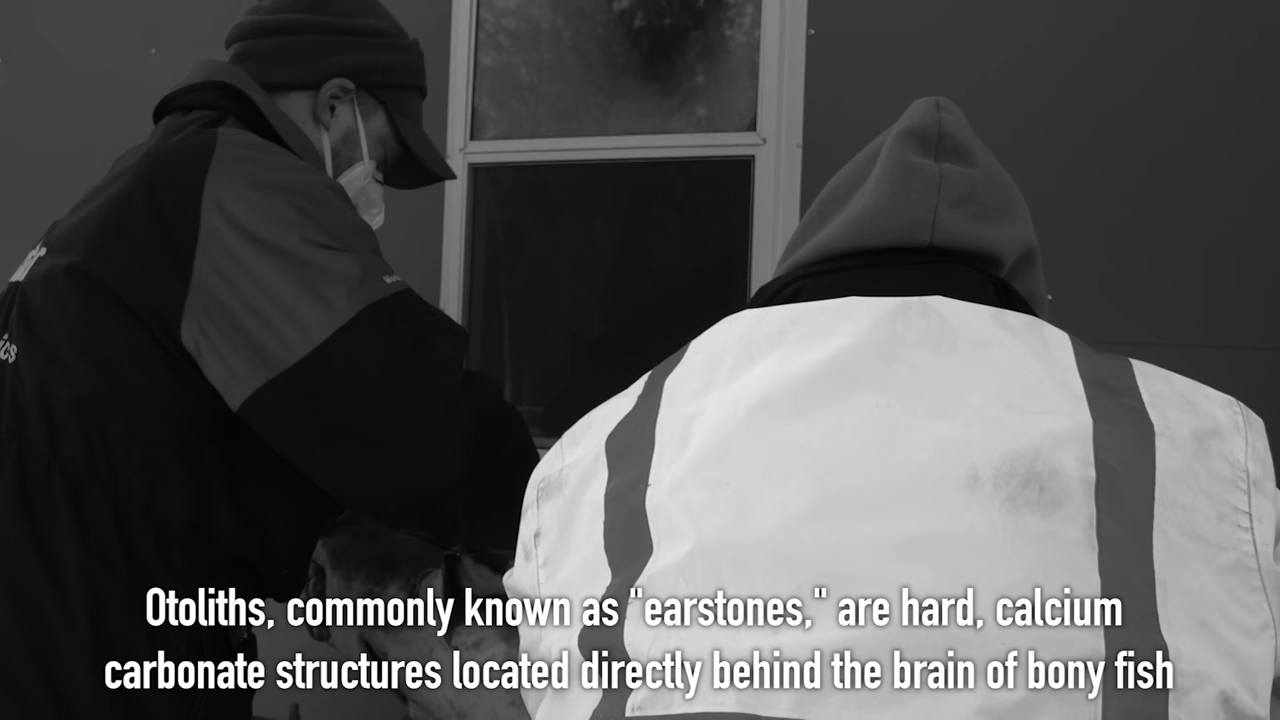 Otoliths, commonly known as "earstones," are hard, calcium
carbonate structures located directly behind the brain of bony fish